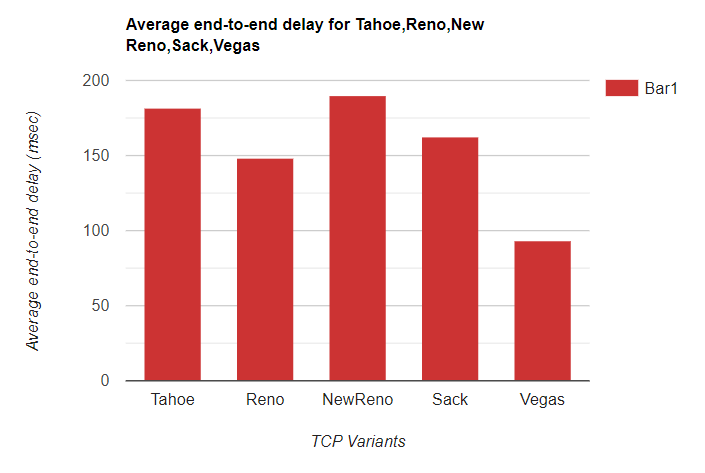 Average end-to-end delay for Tahoe,Reno,New
Reno,Sack,Vegas
Average end-to-end delay (msec)
200
150
100
50
0
Bar1
Tahoe Reno NewReno Sack Vegas
TCP Variants